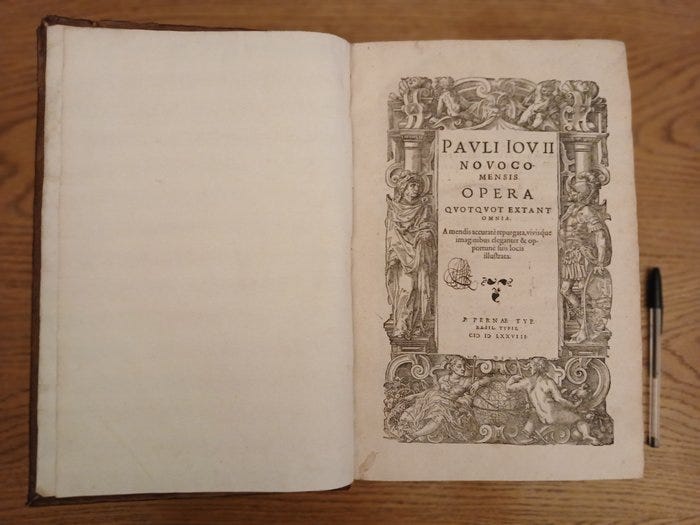 PAVLI IOVII
NOVOCO-
MENSIS
OPERA
QVOTQVOT EXTANT
OMNIA.
A mendis accuratè repurgata, vivisque
imaginibus eleganter & op-
portunè suis locis
illustrata.
P. PERNAE TYP.
BASIL. TYPIS.
CIↃ IↃ LXXVIII